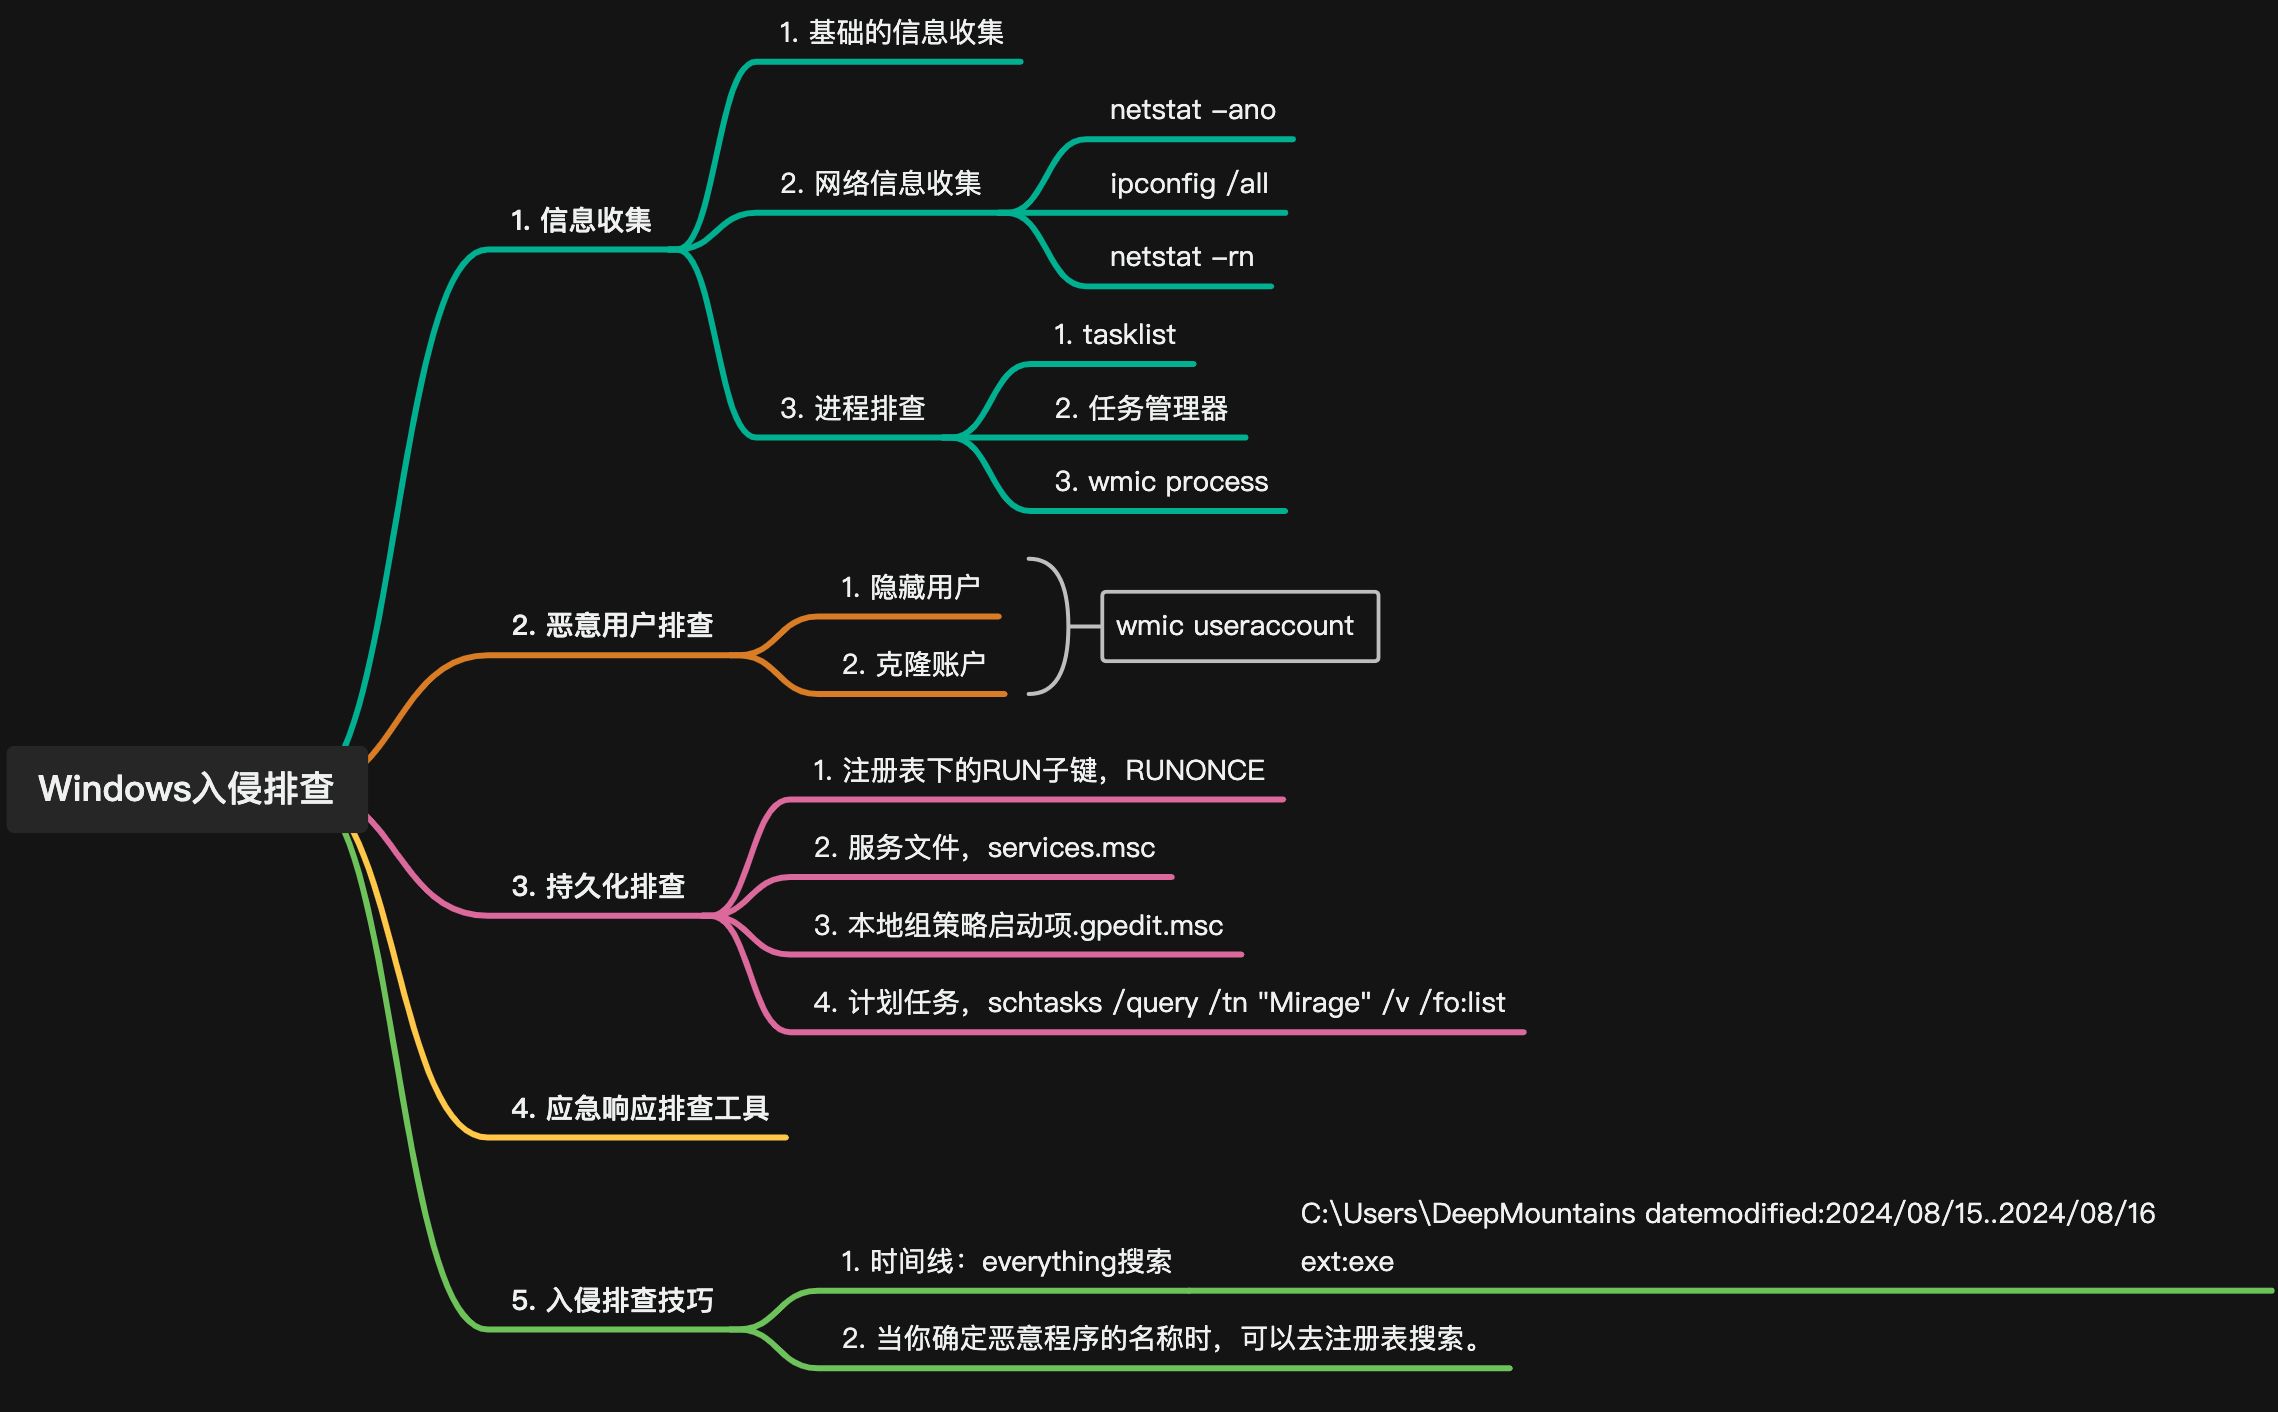 Windows入侵排查
1. 信息收集
1. 基础的信息收集
2. 网络信息收集
netstat -ano
ipconfig /all
netstat -rn
3. 进程排查
1. tasklist
2. 任务管理器
3. wmic process
2. 恶意用户排查
1. 隐藏用户
2. 克隆账户
wmic useraccount
3. 持久化排查
1. 注册表下的RUN子键，RUNONCE
2. 服务文件，services.msc
3. 本地组策略启动项.gpedit.msc
4. 计划任务，schtasks /query /tn "Mirage" /v /fo:list
4. 应急响应排查工具
5. 入侵排查技巧
1. 时间线：everything搜索
C:\Users\DeepMountains datemodified:2024/08/15..2024/08/16
ext:exe
2. 当你确定恶意程序的名称时，可以去注册表搜索。